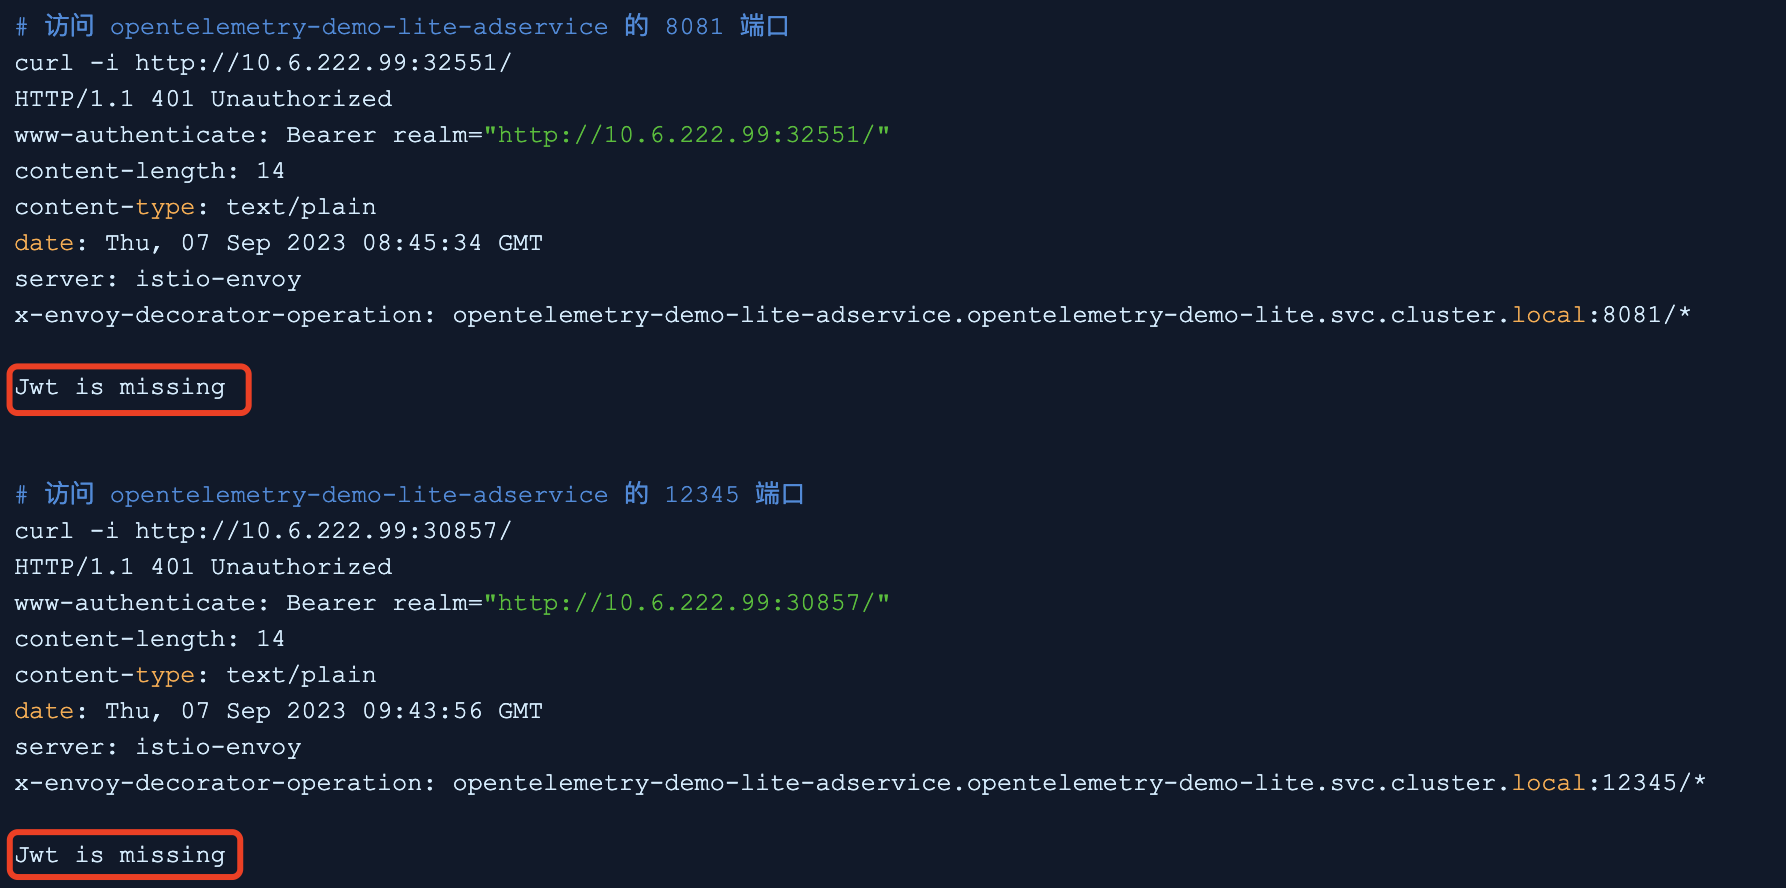 # 访问 opentelemetry-demo-lite-adservice 的 8081 端口
curl -i http://10.6.222.99:32551/
HTTP/1.1 401 Unauthorized
www-authenticate: Bearer realm="http://10.6.222.99:32551/"
content-length: 14
content-type: text/plain
date: Thu, 07 Sep 2023 08:45:34 GMT
server: istio-envoy
x-envoy-decorator-operation: opentelemetry-demo-lite-adservice.opentelemetry-demo-lite.svc.cluster.local:8081/*
Jwt is missing
# 访问 opentelemetry-demo-lite-adservice 的 12345 端口
curl -i http://10.6.222.99:30857/
HTTP/1.1 401 Unauthorized
www-authenticate: Bearer realm="http://10.6.222.99:30857/"
content-length: 14
content-type: text/plain
date: Thu, 07 Sep 2023 09:43:56 GMT
server: istio-envoy
x-envoy-decorator-operation: opentelemetry-demo-lite-adservice.opentelemetry-demo-lite.svc.cluster.local:12345/*
Jwt is missing